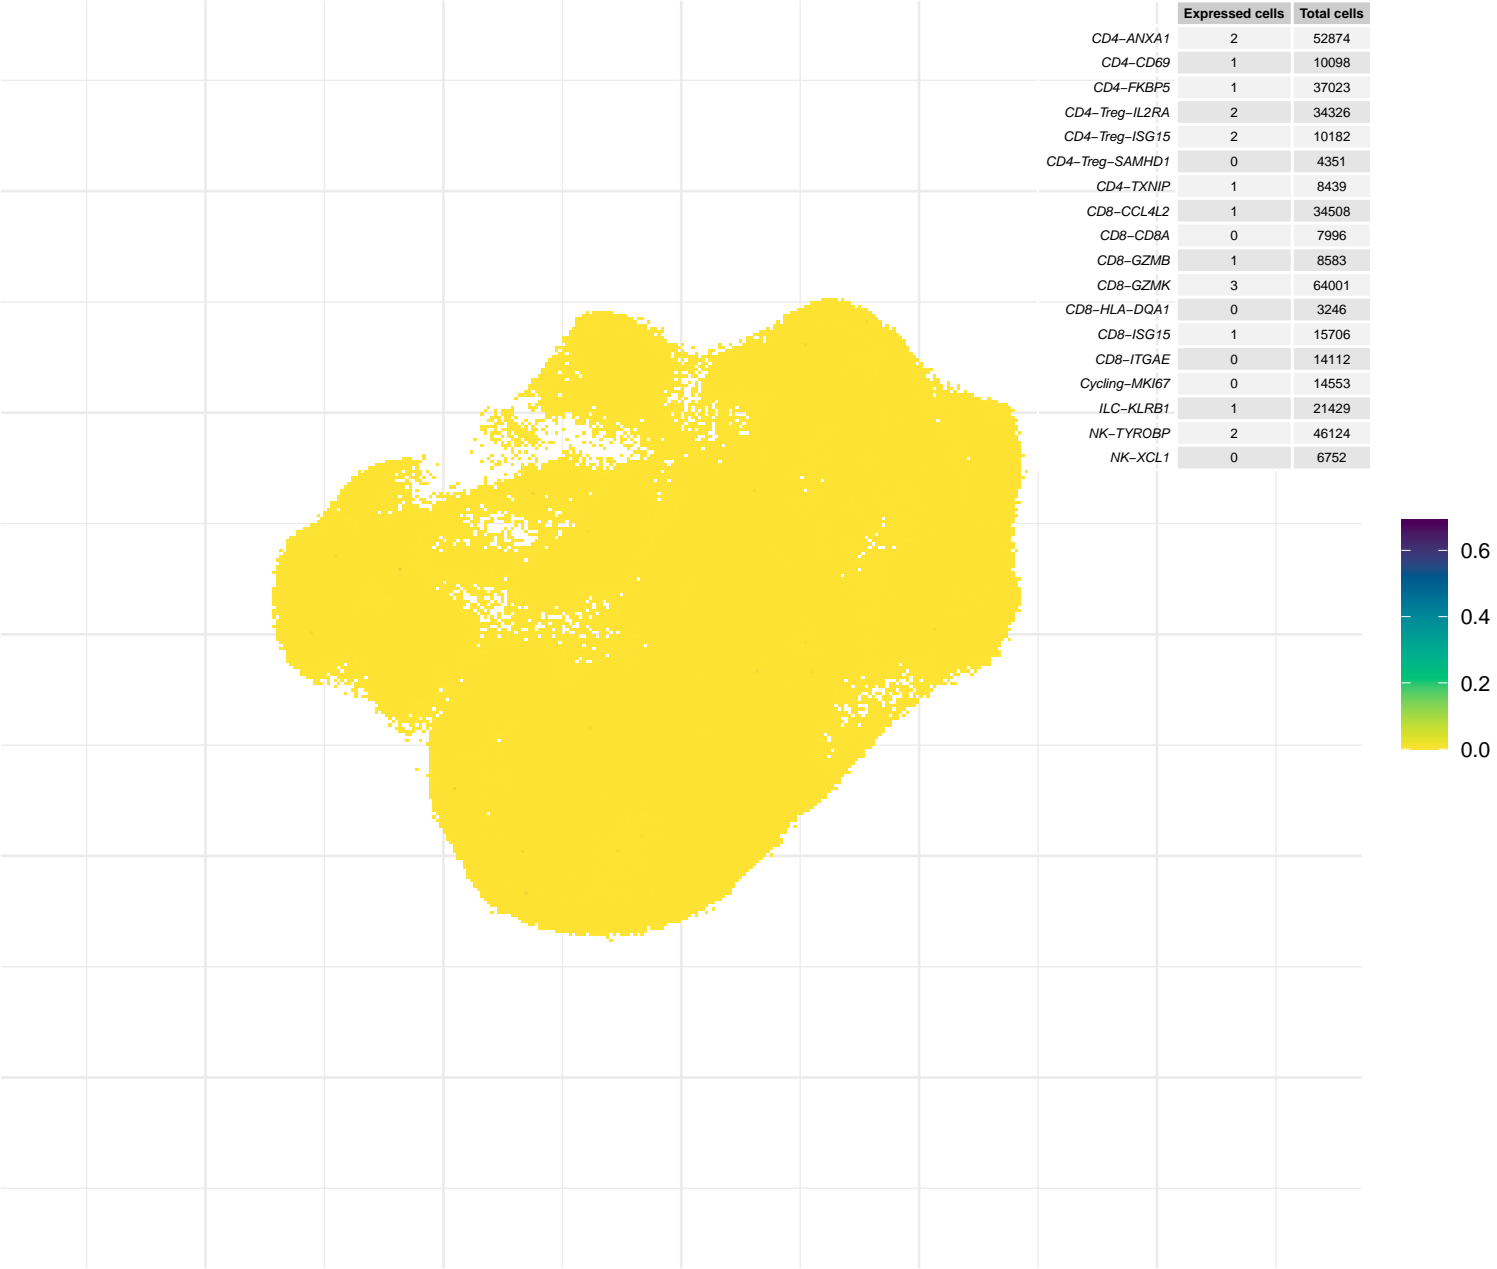 Expressed cells Total cells
CD4−ANXA1 2 52874
CD4−CD69 1 10098
CD4−FKBP5 1 37023
CD4−Treg−IL2RA 2 34326
CD4−Treg−ISG15 2 10182
CD4−Treg−SAMHD1 0 4351
CD4−TXNIP 1 8439
CD8−CCL4L2 1 34508
CD8−CD8A 0 7996
CD8−GZMB 1 8583
CD8−GZMK 3 64001
CD8−HLA−DQA1 0 3246
CD8−ISG15 1 15706
CD8−ITGAE 0 14112
Cycling−MKI67 0 14553
ILC−KLRB1 1 21429
NK−TYROBP 2 46124
NK−XCL1 0 6752
0.6
0.4
0.2
0.0